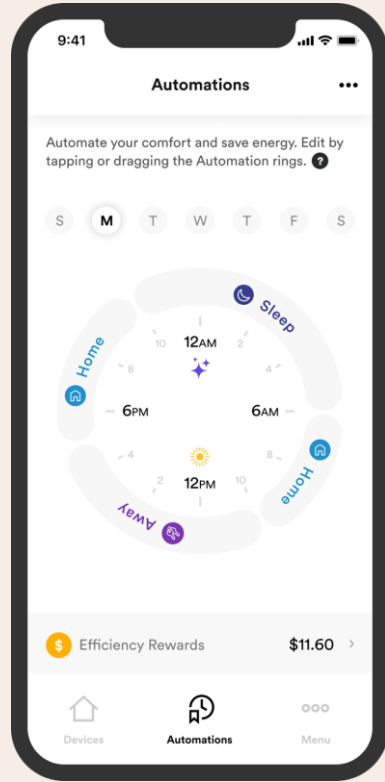 9:41
Automations
Automate your comfort and save energy. Edit by
tapping or dragging the Automation rings. ?
S M T W T F S
Sleep
Home
10 12AM 2
8 4
6PM 6AM
4 8
2 12PM 10
Home
Away
$ Efficiency Rewards $11.60 >
Devices Automations Menu